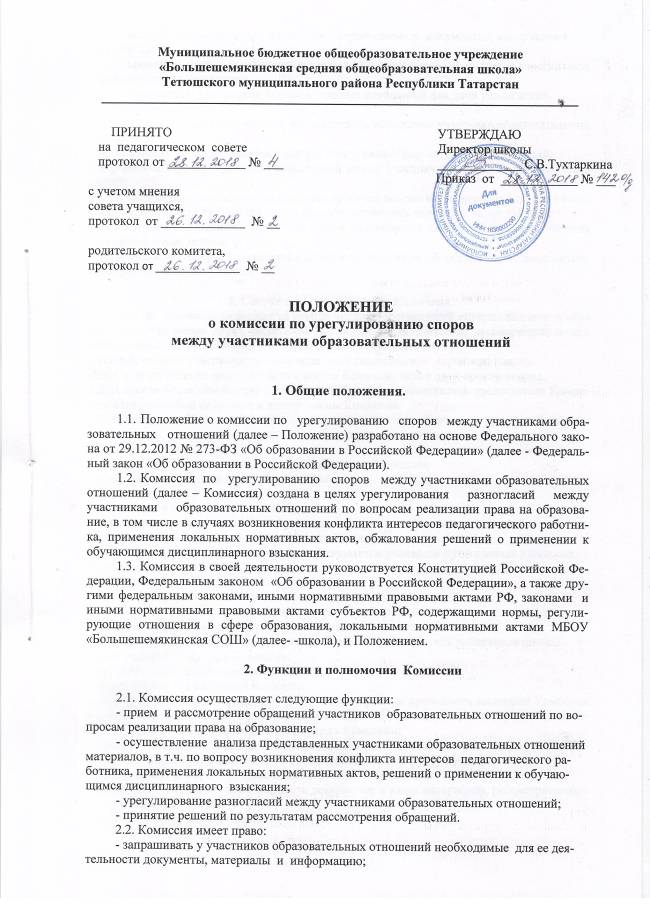 Муниципальное бюджетное общеобразовательное учреждение
«Большешемякинская средняя общеобразовательная школа»
Тетюшского муниципального района Республики Татарстан
ПРИНЯТО
на педагогическом совете
протокол от 28.12.2018 № 4
с учетом мнения
совета учащихся,
протокол от 26.12.2018 № 2
родительского комитета,
протокол от 26.12.2018 № 2
УТВЕРЖДАЮ
Директор школы
С.В.Тухтаркина
Приказ от 28.12.2018 № 142 о/д
Для
документов
ПОЛОЖЕНИЕ
о комиссии по урегулированию споров
между участниками образовательных отношений
1. Общие положения.
1.1. Положение о комиссии по урегулированию споров между участниками обра-
зовательных отношений (далее – Положение) разработано на основе Федерального зако-
на от 29.12.2012 № 273-ФЗ «Об образовании в Российской Федерации» (далее - Федераль-
ный закон «Об образовании в Российской Федерации).
1.2. Комиссия по урегулированию споров между участниками образовательных
отношений (далее – Комиссия) создана в целях урегулирования разногласий между
участниками образовательных отношений по вопросам реализации права на образова-
ние, в том числе в случаях возникновения конфликта интересов педагогического работни-
ка, применения локальных нормативных актов, обжалования решений о применении к
обучающимся дисциплинарного взыскания.
1.3. Комиссия в своей деятельности руководствуется Конституцией Российской Фе-
дерации, Федеральным законом «Об образовании в Российской Федерации», а также дру-
гими федеральными законами, иными нормативными правовыми актами РФ, законами и
иными нормативными правовыми актами субъектов РФ, содержащими нормы, регули-
рующие отношения в сфере образования, локальными нормативными актами МБОУ
«Большешемякинская СОШ» (далее- -школа), и Положением.
2. Функции и полномочия Комиссии
2.1. Комиссия осуществляет следующие функции:
- прием и рассмотрение обращений участников образовательных отношений по во-
просам реализации права на образование;
- осуществление анализа представленных участниками образовательных отношений
материалов, в т.ч. по вопросу возникновения конфликта интересов педагогического ра-
ботника, применения локальных нормативных актов, решений о применении к обучаю-
щимся дисциплинарного взыскания;
- урегулирование разногласий между участниками образовательных отношений;
- принятие решений по результатам рассмотрения обращений.
2.2. Комиссия имеет право:
- запрашивать у участников образовательных отношений необходимые для ее дея-
тельности документы, материалы и информацию;